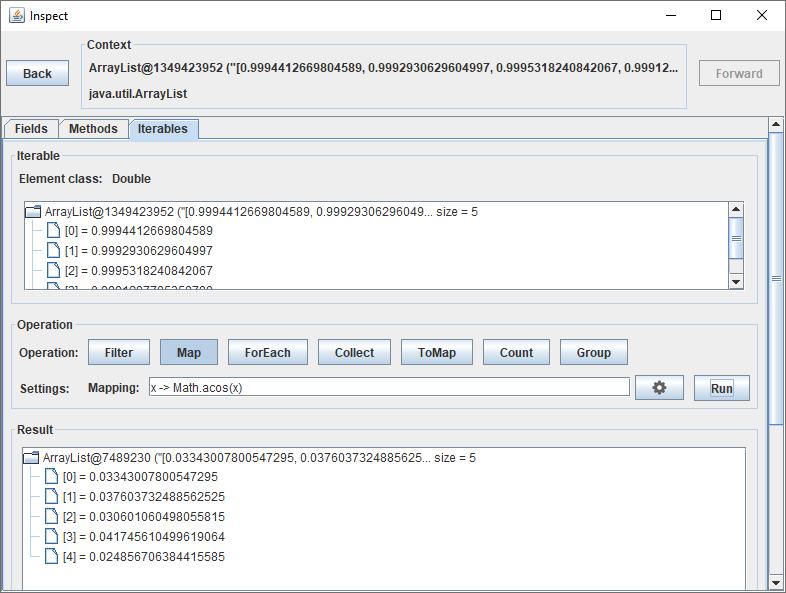 Inspect
Context
Back
ArrayList@1349423952 ("[0.9994412669804589, 0.9992930629604997, 0.9995318240842067, 0.99912...
Forward
java.util.ArrayList
Fields Methods Iterables
Iterable
Element class: Double
ArrayList@1349423952 ("[0.9994412669804589, 0.99929306296049... size = 5
[0] = 0.9994412669804589
[1] = 0.9992930629604997
[2] = 0.9995318240842067
Operation
Operation: Filter Map ForEach Collect ToMap Count Group
Settings: Mapping: x -> Math.acos(x) Run
Result
ArrayList@7489230 ("[0.03343007800547295, 0.0376037324885625... size = 5
[0] = 0.03343007800547295
[1] = 0.037603732488562525
[2] = 0.030601060498055815
[3] = 0.041745610499619064
[4] = 0.024856706384415585